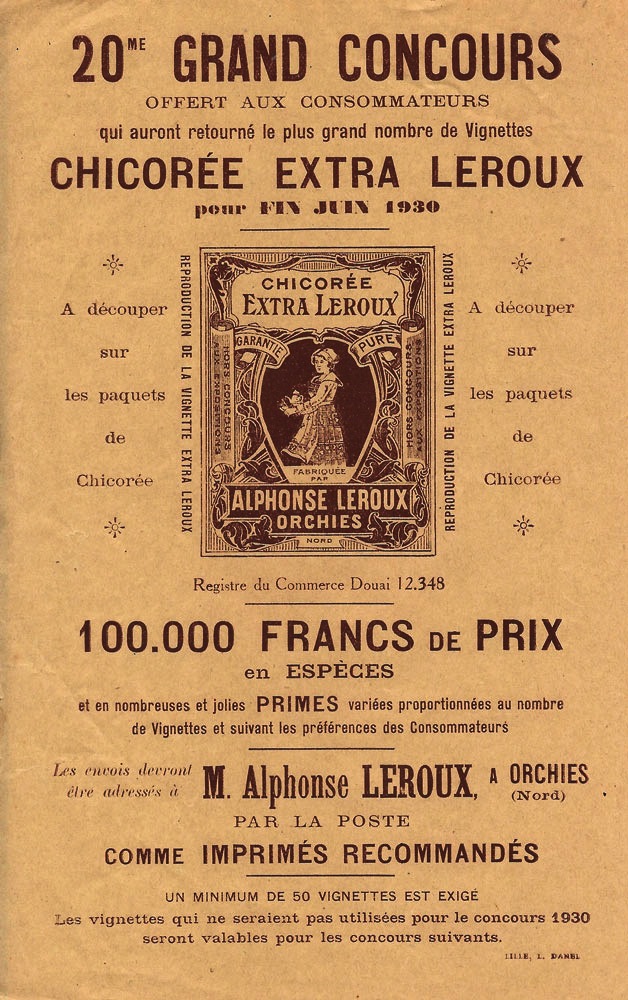 20ME GRAND CONCOURS
OFFERT AUX CONSOMMATEURS
qui auront retourné le plus grand nombre de Vignettes
CHICORÉE EXTRA LEROUX
pour FIN JUIN 1930
A découper
sur
les paquets
de
Chicorée
REPRODUCTION DE LA VIGNETTE EXTRA LEROUX
CHICORÉE
EXTRA LEROUX
GARANTIE
PURE
HORS CONCOURS
AUX EXPOSITIONS
HORS CONCOURS
AUX EXPOSITIONS
FABRIQUÉE
PAR
ALPHONSE LEROUX
ORCHIES
NORD
REPRODUCTION DE LA VIGNETTE EXTRA LEROUX
A découper
sur
les paquets
de
Chicorée
Registre du Commerce Douai 12.348
100.000 FRANCS DE PRIX
en ESPÈCES
et en nombreuses et jolies PRIMES variées proportionnées au nombre
de Vignettes et suivant les préférences des Consommateurs
Les envois devront
être adressés à
M. Alphonse LEROUX, A ORCHIES
(Nord)
PAR LA POSTE
COMME IMPRIMÉS RECOMMANDÉS
UN MINIMUM DE 50 VIGNETTES EST EXIGÉ
Les vignettes qui ne seraient pas utilisées pour le concours 1930
seront valables pour les concours suivants.
LILLE, L. DANEL